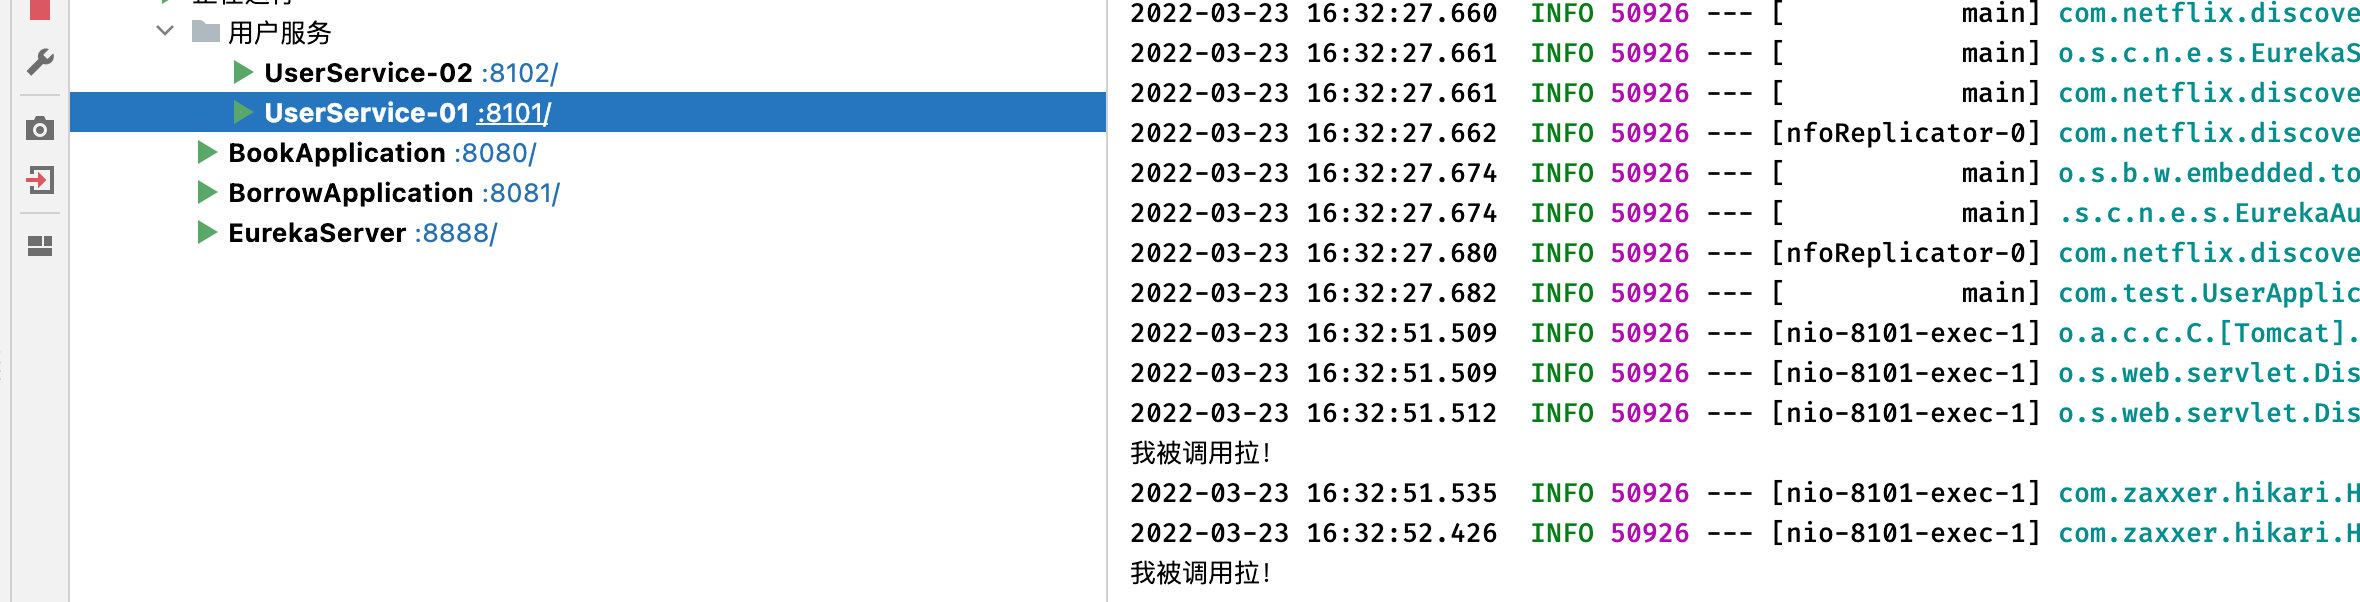 正在运行
用户服务
UserService-02 :8102/
UserService-01 :8101/
BookApplication :8080/
BorrowApplication :8081/
EurekaServer :8888/
2022-03-23 16:32:27.660 INFO 50926 --- [ main] com.netflix.discove
2022-03-23 16:32:27.661 INFO 50926 --- [ main] o.s.c.n.e.s.EurekaS
2022-03-23 16:32:27.661 INFO 50926 --- [ main] com.netflix.discove
2022-03-23 16:32:27.662 INFO 50926 --- [nfoReplicator-0] com.netflix.discove
2022-03-23 16:32:27.674 INFO 50926 --- [ main] o.s.b.w.embedded.to
2022-03-23 16:32:27.674 INFO 50926 --- [ main] .s.c.n.e.s.EurekaAu
2022-03-23 16:32:27.680 INFO 50926 --- [nfoReplicator-0] com.netflix.discove
2022-03-23 16:32:27.682 INFO 50926 --- [ main] com.test.UserApplic
2022-03-23 16:32:51.509 INFO 50926 --- [nio-8101-exec-1] o.a.c.c.C.[Tomcat].
2022-03-23 16:32:51.509 INFO 50926 --- [nio-8101-exec-1] o.s.web.servlet.Dis
2022-03-23 16:32:51.512 INFO 50926 --- [nio-8101-exec-1] o.s.web.servlet.Dis
我被调用拉！
2022-03-23 16:32:51.535 INFO 50926 --- [nio-8101-exec-1] com.zaxxer.hikari.H
2022-03-23 16:32:52.426 INFO 50926 --- [nio-8101-exec-1] com.zaxxer.hikari.H
我被调用拉！